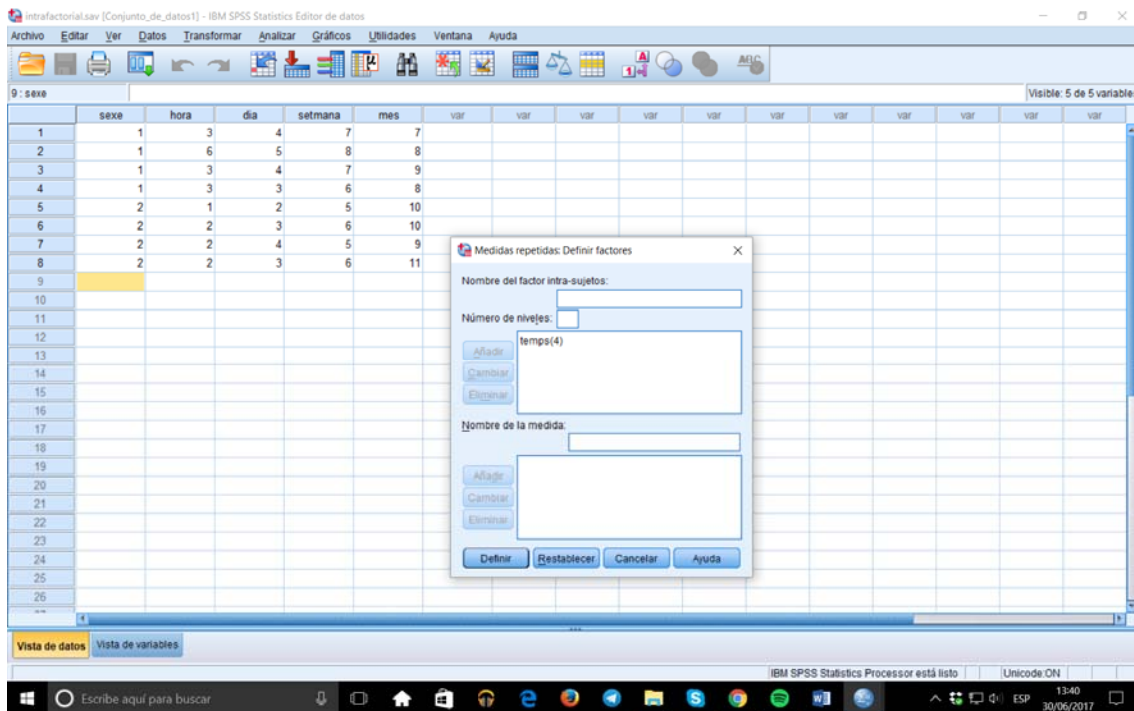 intrafactorial.sav [Conjunto_de_datos1] - IBM SPSS Statistics Editor de datos
Archivo Editar Ver Datos Transformar Analizar Gráficos Utilidades Ventana Ayuda
9 : sexe
Visible: 5 de 5 variable
sexe hora dia setmana mes var var var var var var var var var var var
1 1 3 4 7 7
2 1 6 5 8 8
3 1 3 4 7 9
4 1 3 3 6 8
5 2 1 2 5 10
6 2 2 3 6 10
7 2 2 4 5 9
8 2 2 3 6 11
9
10
11
12
13
14
15
16
17
18
19
20
21
22
23
24
25
26
Medidas repetidas: Definir factores
Nombre del factor intra-sujetos:
Número de niveles:
temps(4)
Añadir
Cambiar
Eliminar
Nombre de la medida:
Añadir
Cambiar
Eliminar
Definir Restablecer Cancelar Ayuda
Vista de datos Vista de variables
IBM SPSS Statistics Processor está listo Unicode:ON
Escribe aquí para buscar
ESP
13:40
30/06/2017